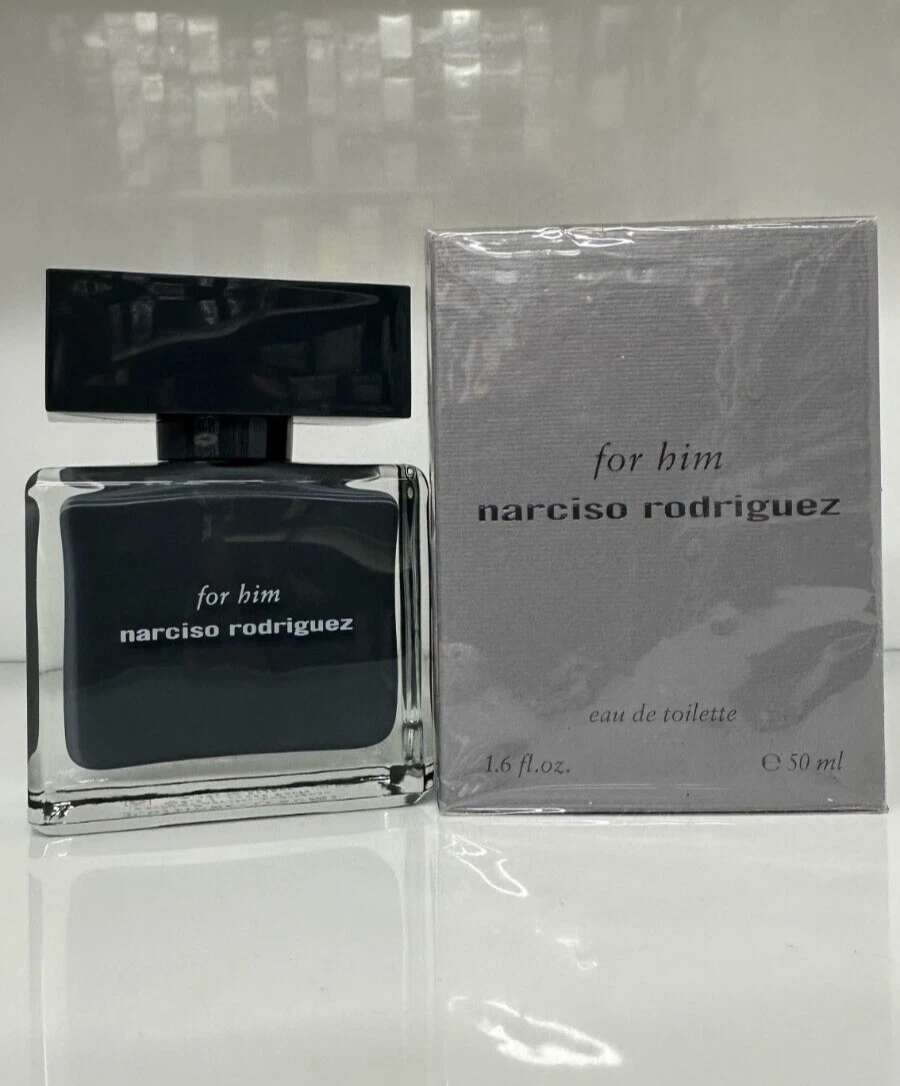 for him
narciso rodriguez
for him
narciso rodriguez
eau de toilette
1.6 fl.oz.
℮ 50 ml